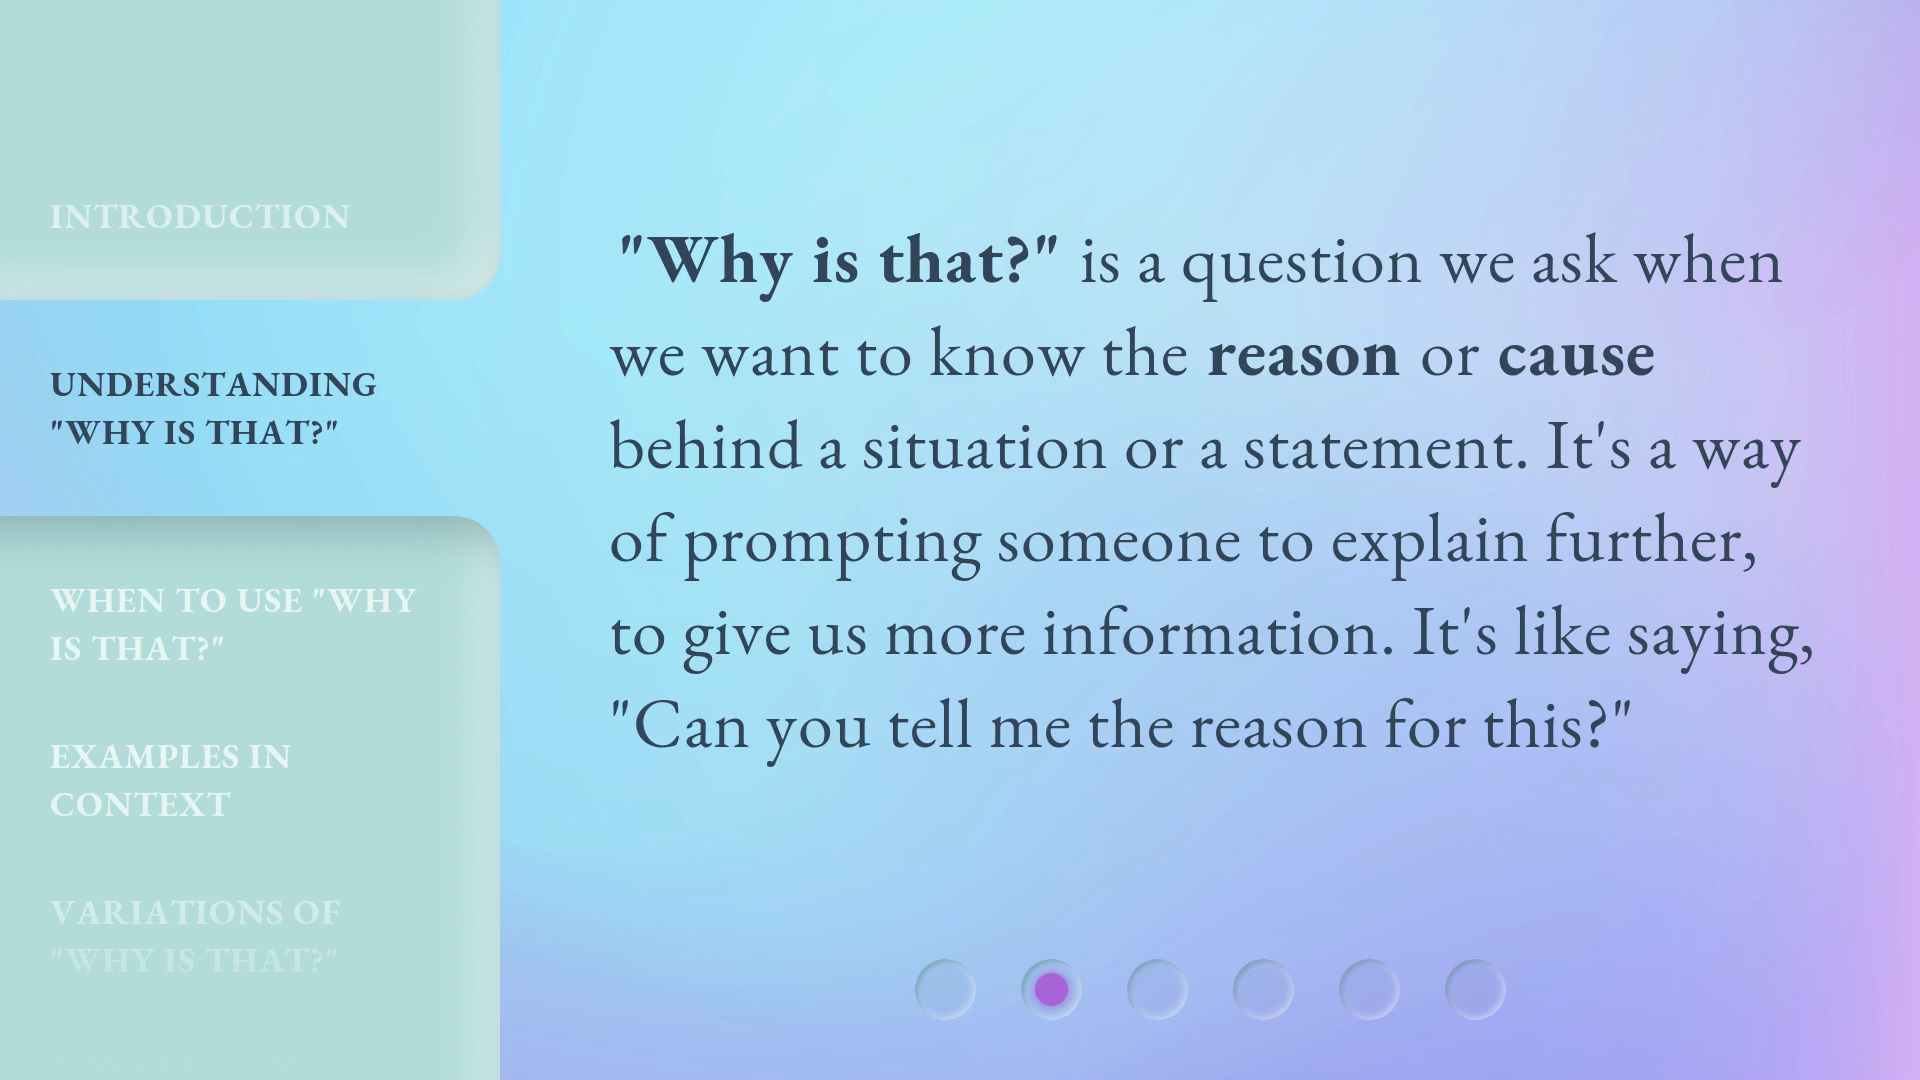 INTRODUCTION
UNDERSTANDING
"WHY IS THAT?"
WHEN TO USE "WHY
IS THAT?"
EXAMPLES IN
CONTEXT
VARIATIONS OF
"WHY IS THAT?"
"Why is that?" is a question we ask when
we want to know the reason or cause
behind a situation or a statement. It's a way
of prompting someone to explain further,
to give us more information. It's like saying,
"Can you tell me the reason for this?"